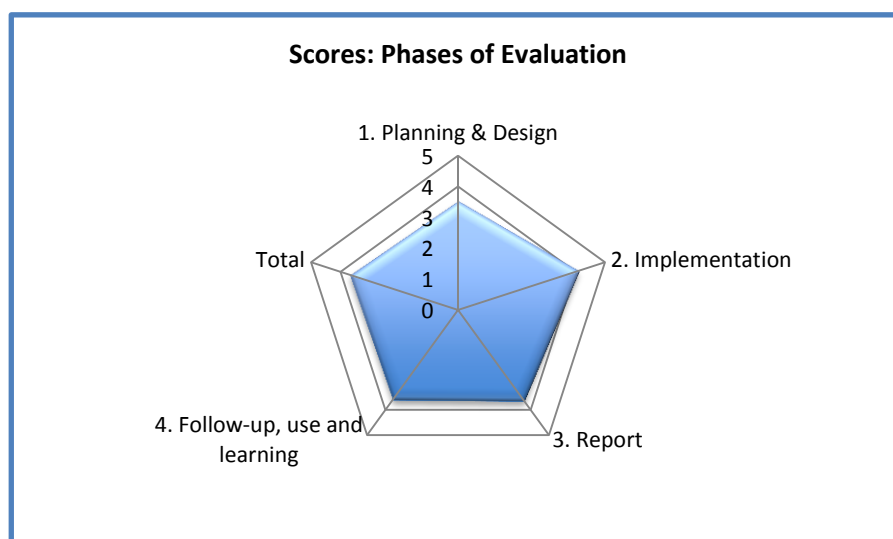 Scores: Phases of Evaluation
1. Planning & Design
5
4
3
2
1
0
Total
2. Implementation
4. Follow-up, use and
learning
3. Report